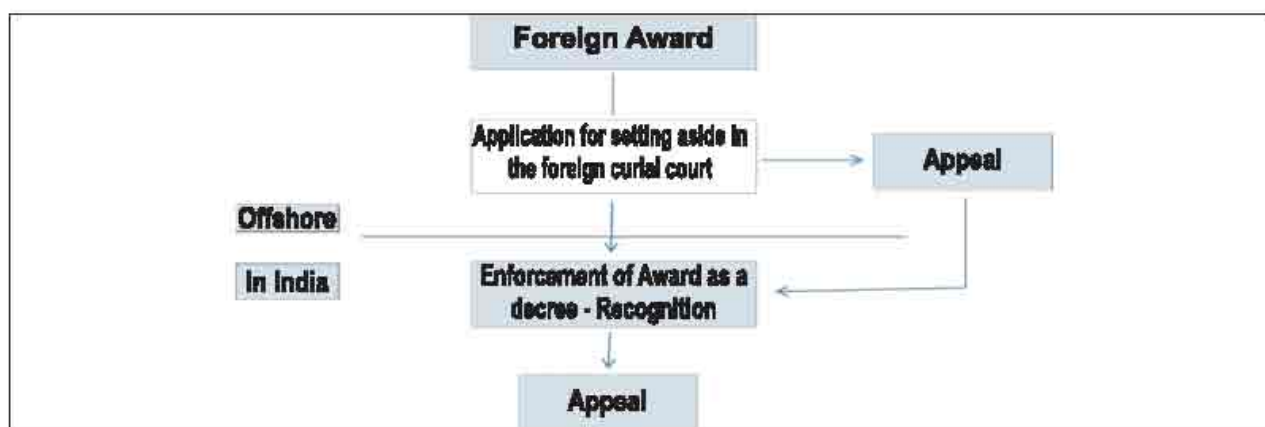 Foreign Award
Application for setting aside in
the foreign curial court
Appeal
Offshore
In India
Enforcement of Award as a
decree - Recognition
Appeal